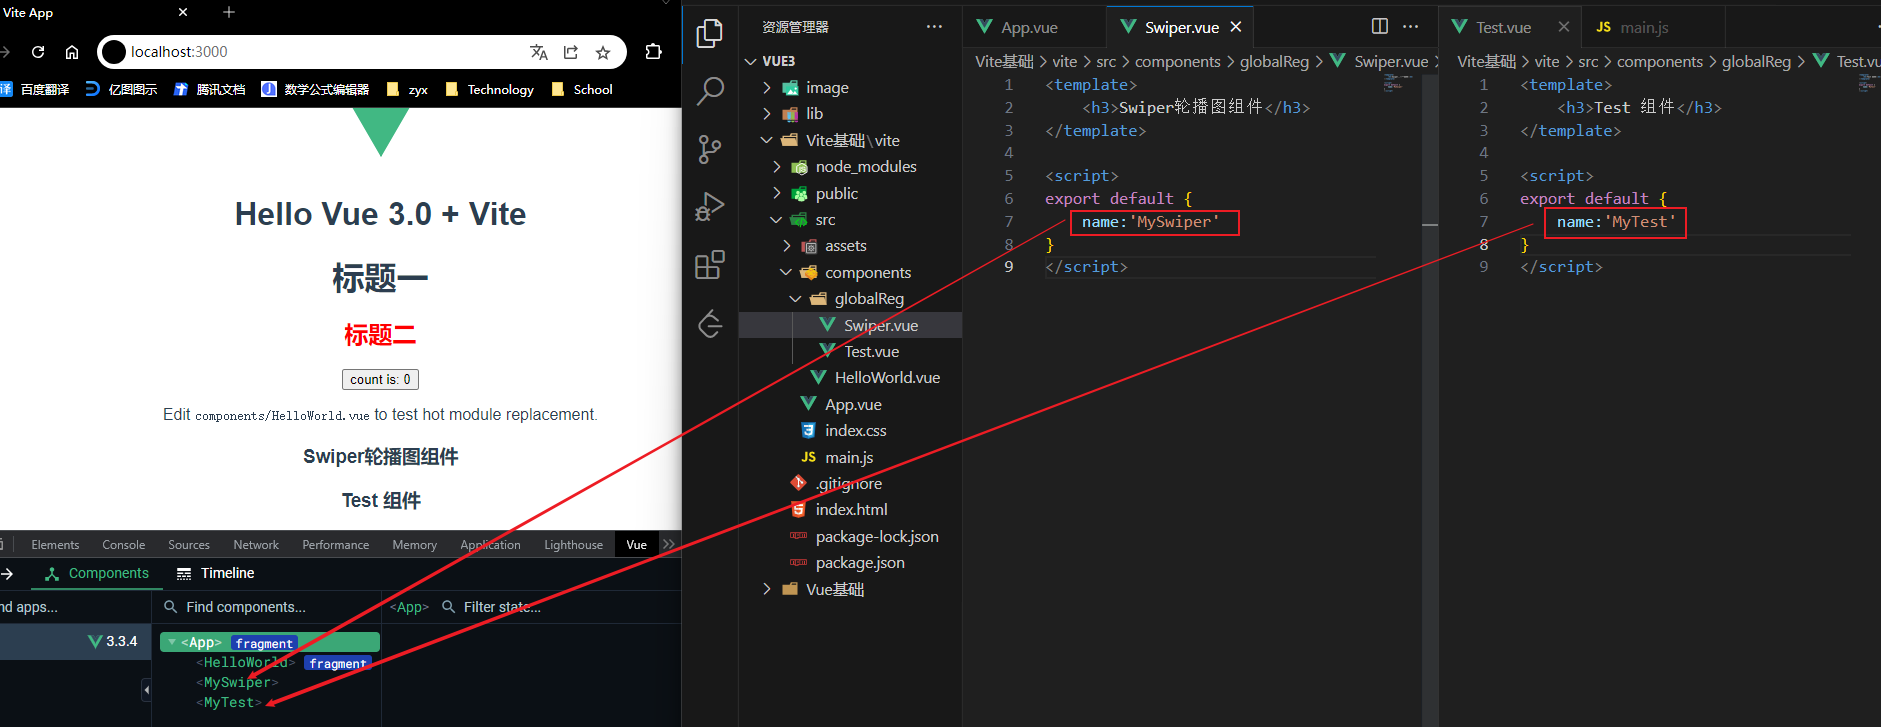 Vite App
localhost:3000
百度翻译 亿图图示 腾讯文档 数学公式编辑器 zyx Technology School
Hello Vue 3.0 + Vite
标题一
标题二
count is: 0
Edit components/HelloWorld.vue to test hot module replacement.
Swiper轮播图组件
Test 组件
Elements Console Sources Network Performance Memory Application Lighthouse Vue
Components Timeline
Find components... <App> Filter state...
3.3.4
<App> fragment
<HelloWorld> fragment
<MySwiper>
<MyTest>
资源管理器
VUE3
image
lib
Vite基础\vite
node_modules
public
src
assets
components
globalReg
Swiper.vue
Test.vue
HelloWorld.vue
App.vue
index.css
JS main.js
.gitignore
index.html
package-lock.json
package.json
Vue基础
App.vue Swiper.vue
Vite基础 > vite > src > components > globalReg > Swiper.vue >
1 <template>
2 <h3>Swiper轮播图组件</h3>
3 </template>
4
5 <script>
6 export default {
7 name:'MySwiper'
8 }
9 </script>
Test.vue JS main.js
Vite基础 > vite > src > components > globalReg > Test.vu
1 <template>
2 <h3>Test 组件</h3>
3 </template>
4
5 <script>
6 export default {
7 name:'MyTest'
8 }
9 </script>